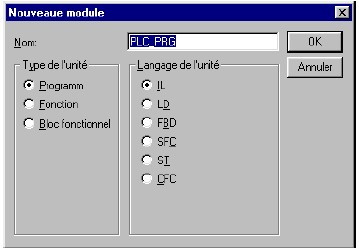 Nouveaue module
Nom:
PLC_PRG
OK
Annuler
Type de l'unité
Programm
Fonction
Bloc fonctionnel
Langage de l'unité
IL
LD
FBD
SFC
ST
CFC